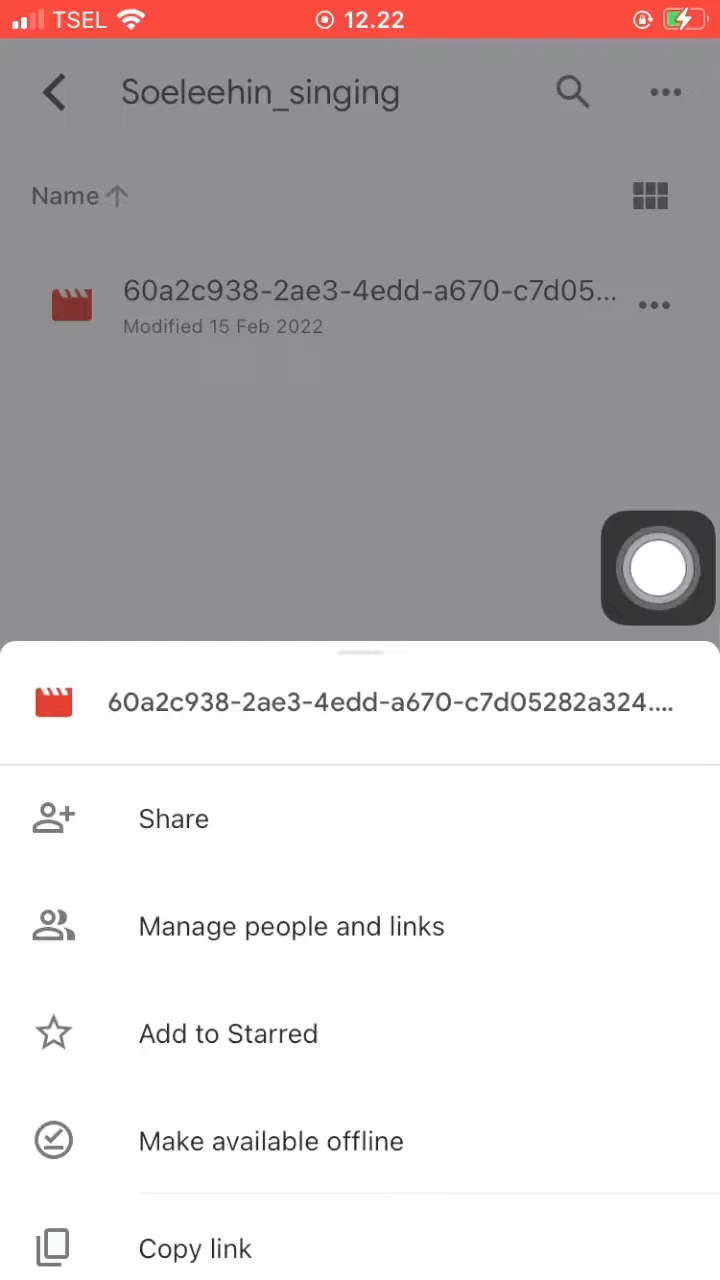 TSEL 12.22
Soeleehin_singing
Name
60a2c938-2ae3-4edd-a670-c7d05...
Modified 15 Feb 2022
60a2c938-2ae3-4edd-a670-c7d05282a324....
Share
Manage people and links
Add to Starred
Make available offline
Copy link